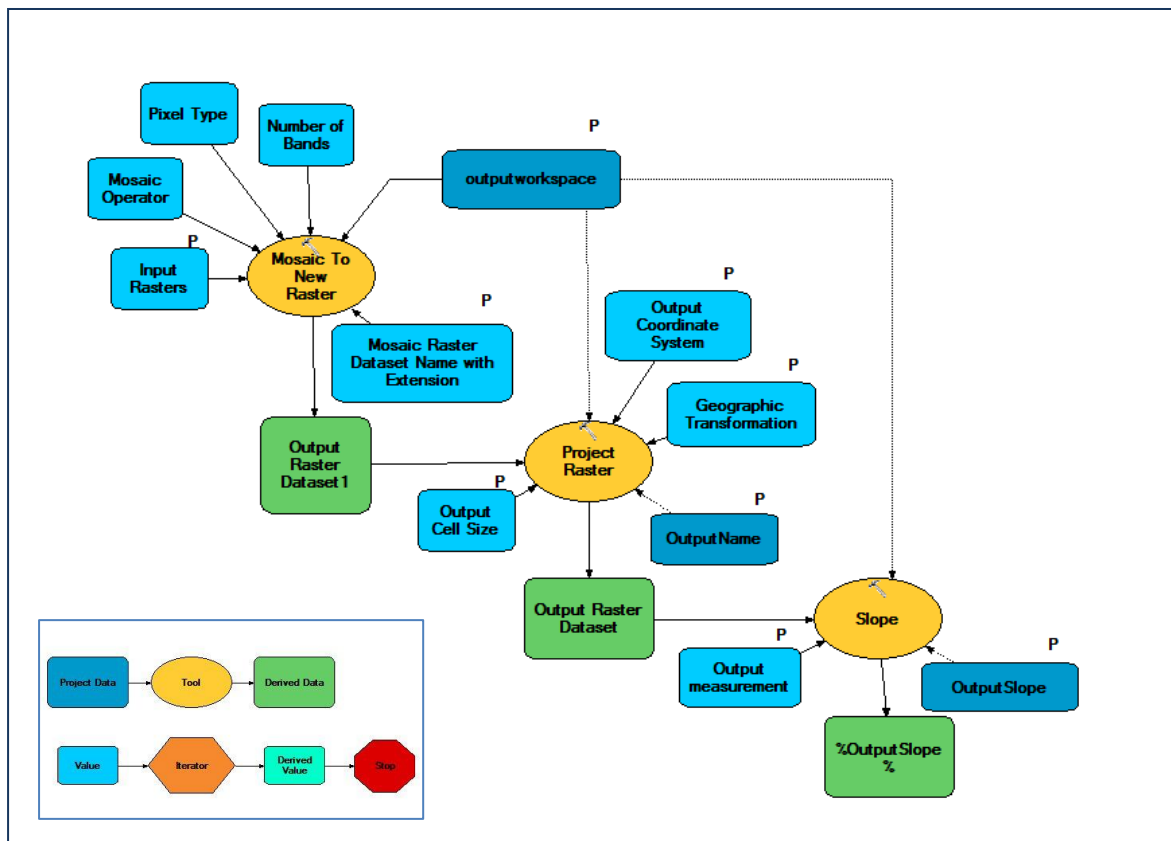 Pixel Type
Number of
Bands
P
outputworkspace
Mosaic
Operator
P
Input
Rasters
Mosaic To
New
Raster
P
Mosaic Raster
Dataset Name with
Extension
P
Output
Coordinate
System
P
Geographic
Transformation
Output
Raster
Dataset1
Project
Raster
P
Output
Cell Size
P
OutputName
Output Raster
Dataset
Slope
P
Output
measurement
P
OutputSlope
%OutputSlope
%
Project Data
Tool
Derived Data
Value
Iterator
Derived
Value
Stop